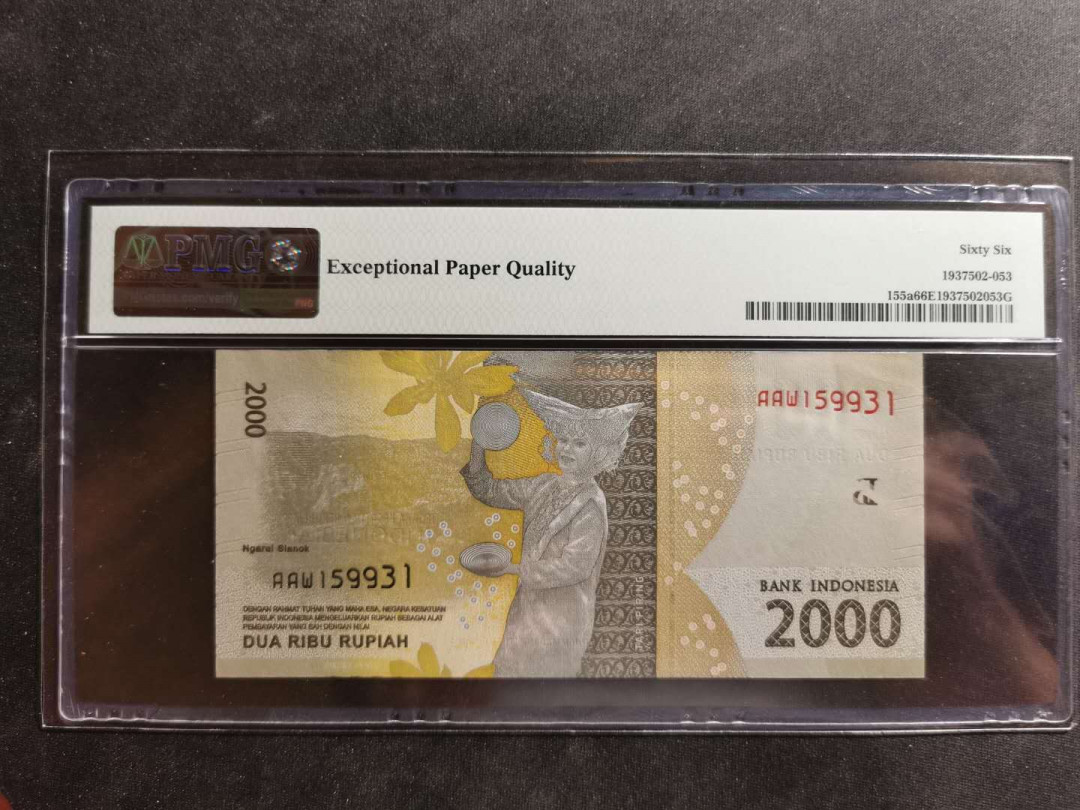 PMG
Exceptional Paper Quality
Sixty Six
1937502-053
155a66E1937502053G
2000
AAW159931
Ngarai Sianok
AAW159931
DENGAN RAHMAT TUHAN YANG MAHA ESA, NEGARA KESATUAN
REPUBLIK INDONESIA MENGELUARKAN RUPIAH SEBAGAI ALAT
PEMBAYARAN YANG SAH DENGAN NILAI
DUA RIBU RUPIAH
TARI PIRING
BANK INDONESIA
2000